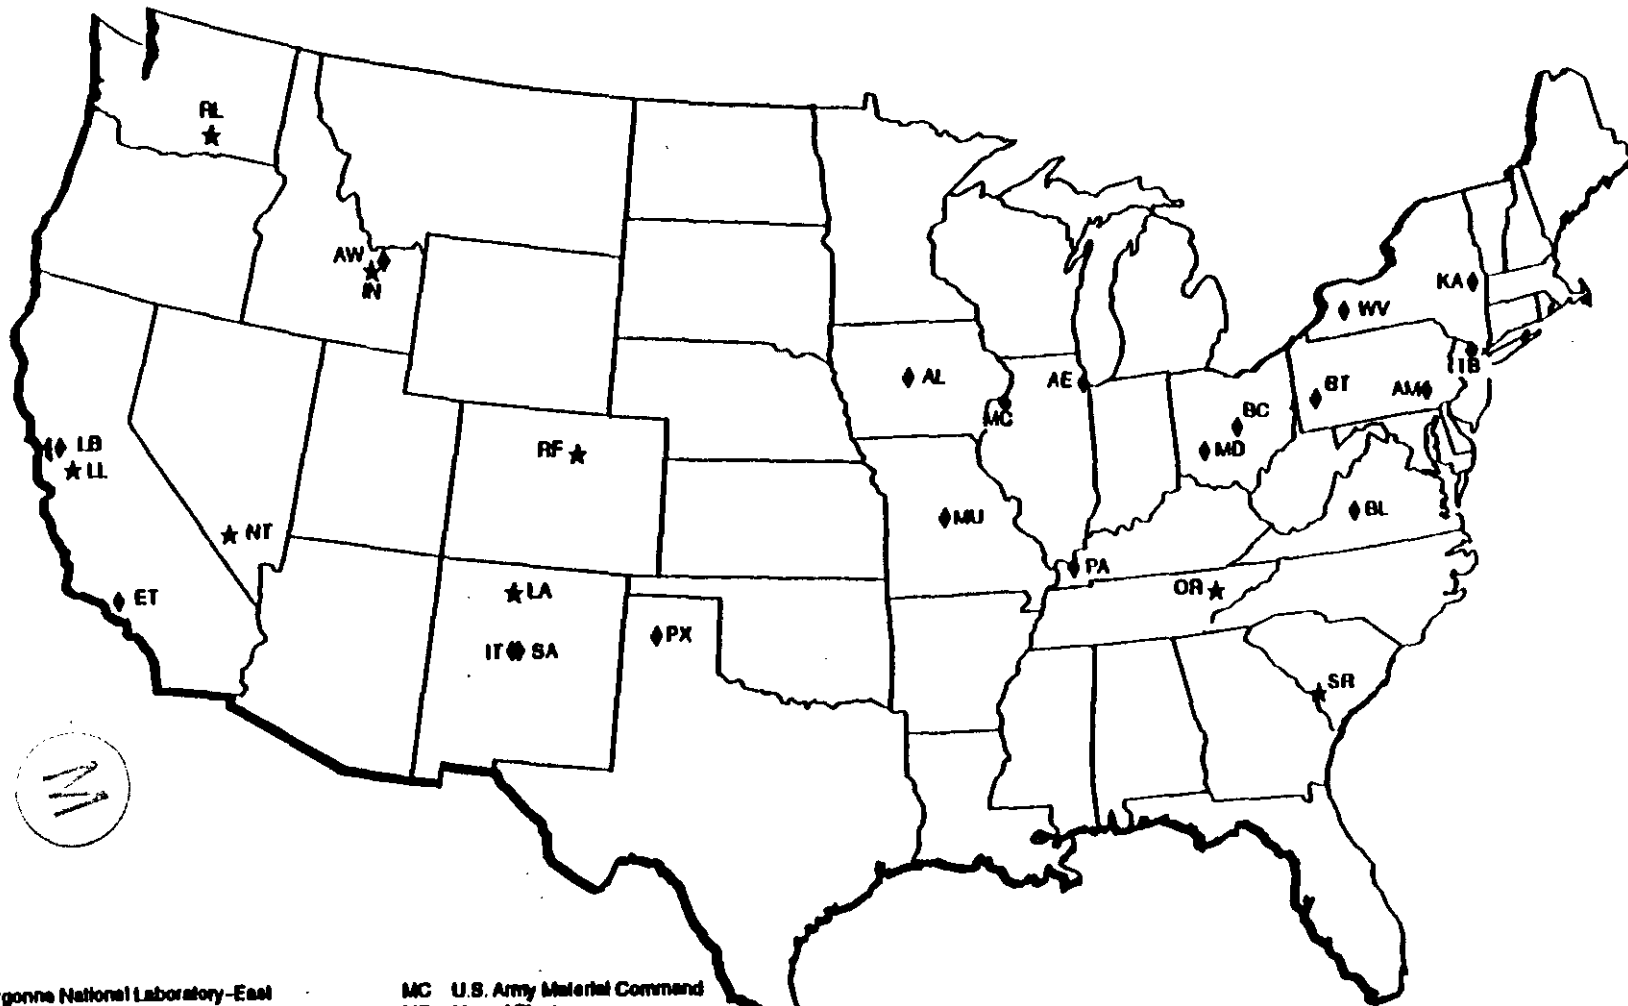 RL
AW
IN
KA
WV
AL
AE
MC
BT
AM
TB
BC
MD
LB
LL
RF
NT
MU
BL
PA
OR
ET
LA
IT SA
PX
SR
M
rgonne National Laboratory-East
MC U.S. Army Material Command